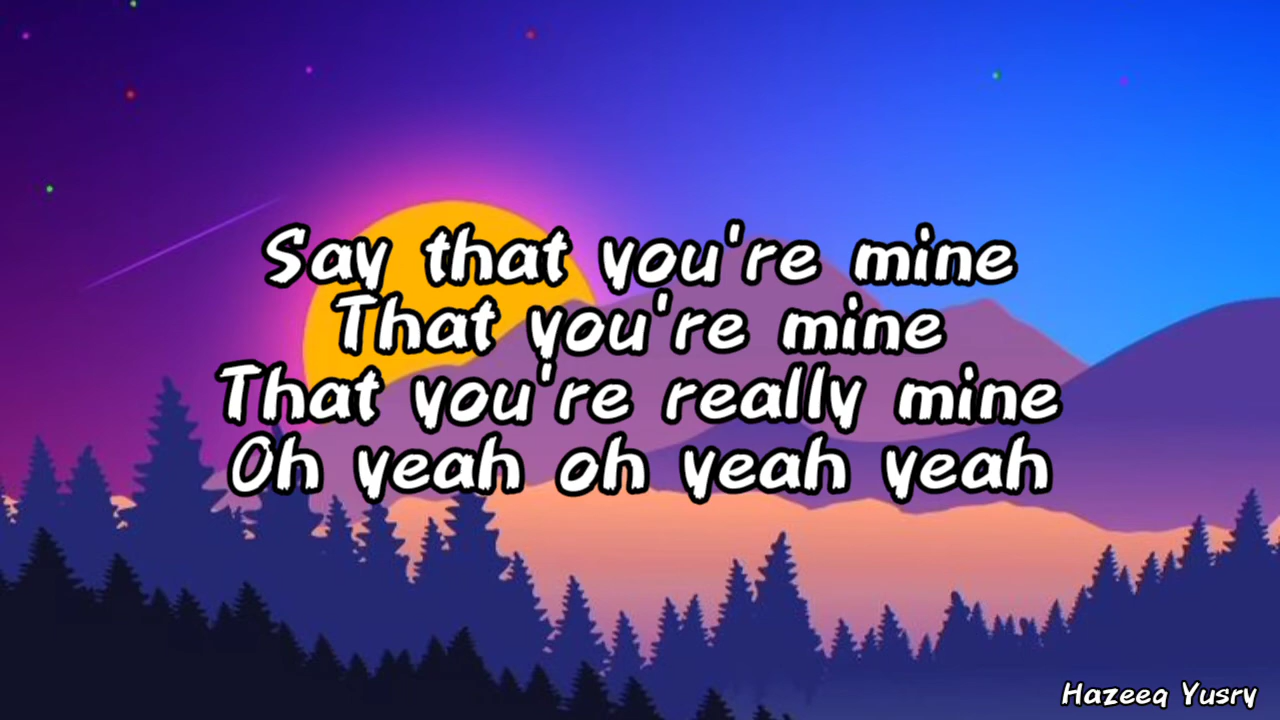 Say that you're mine
That you're mine
That you're really mine
Oh yeah oh yeah yeah
Hazeeq Yusry